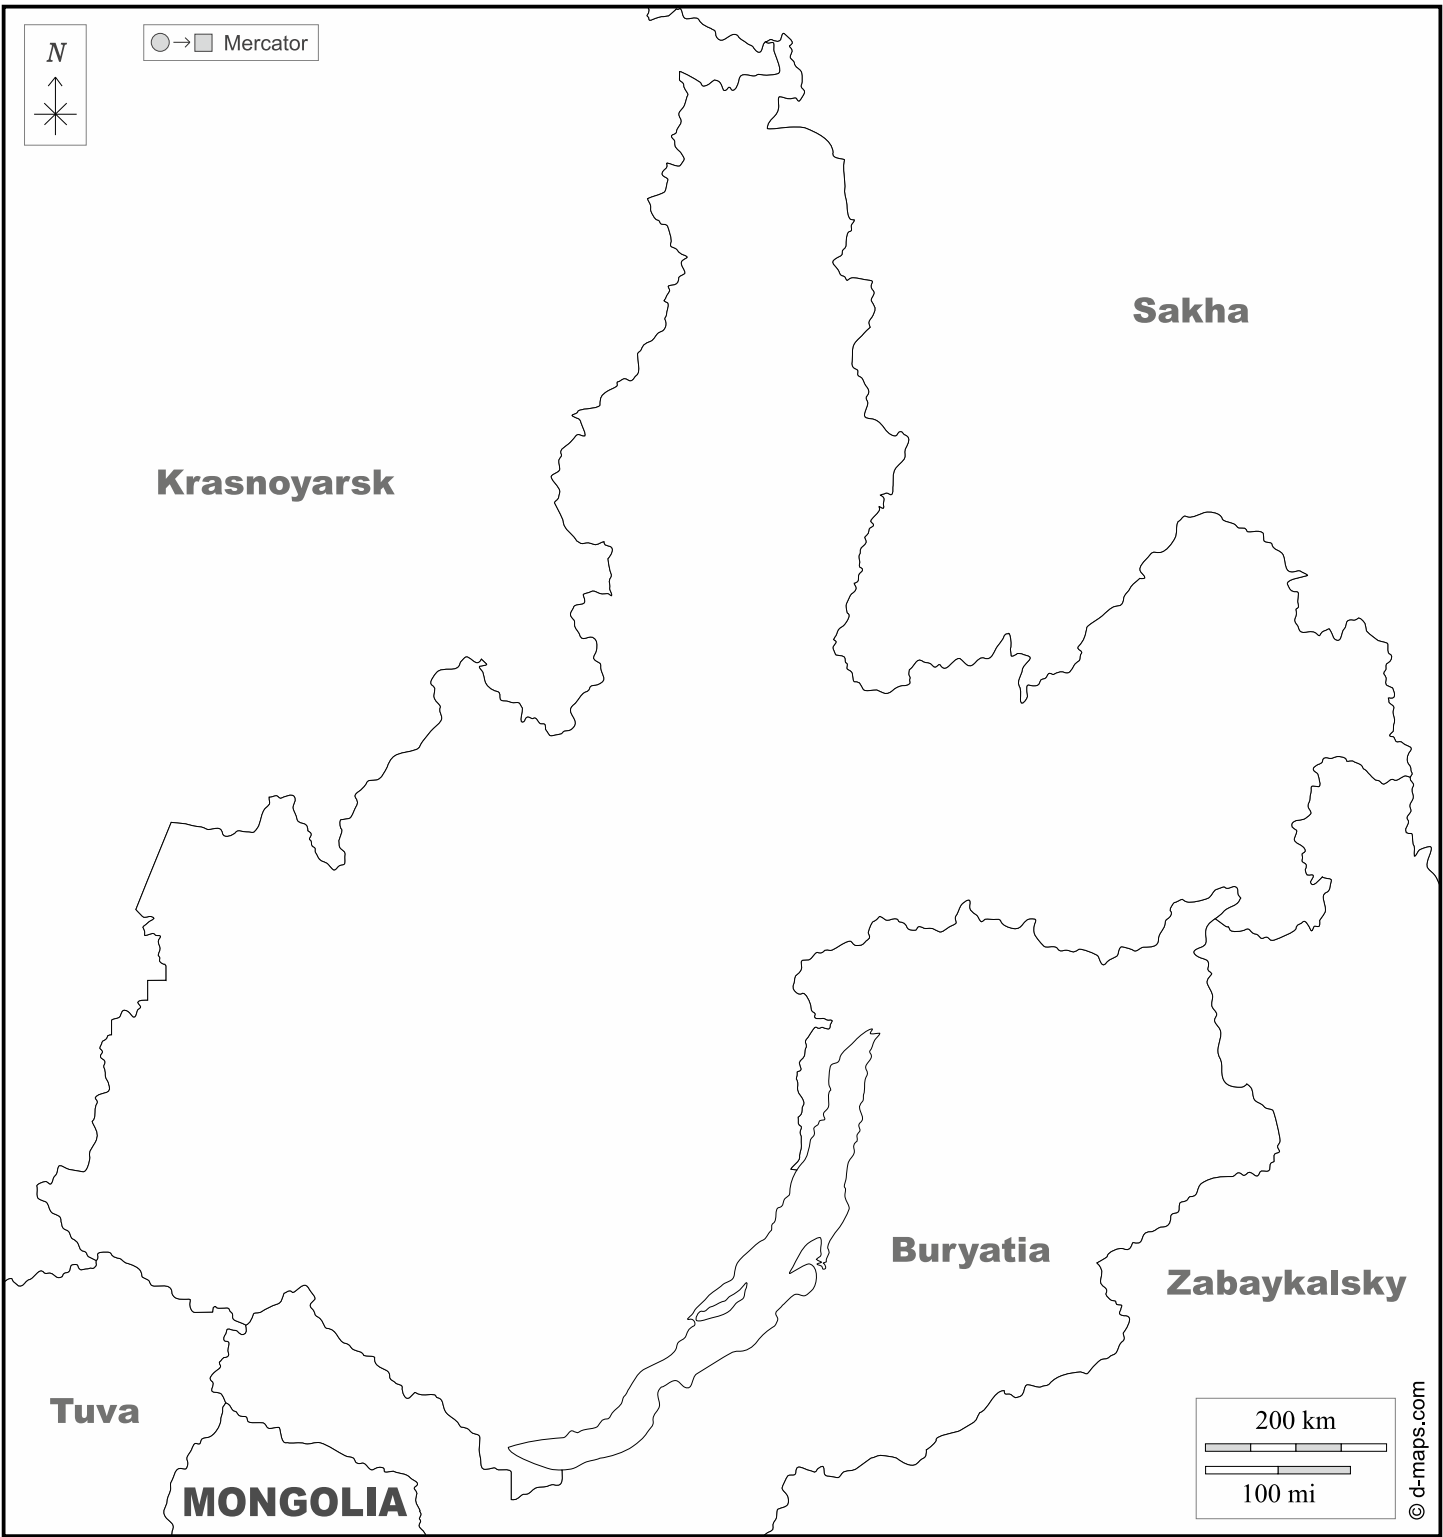 N
Mercator
Sakha
Krasnoyarsk
Buryatia
Zabaykalsky
Tuva
MONGOLIA
200 km
100 mi
© d-maps.com